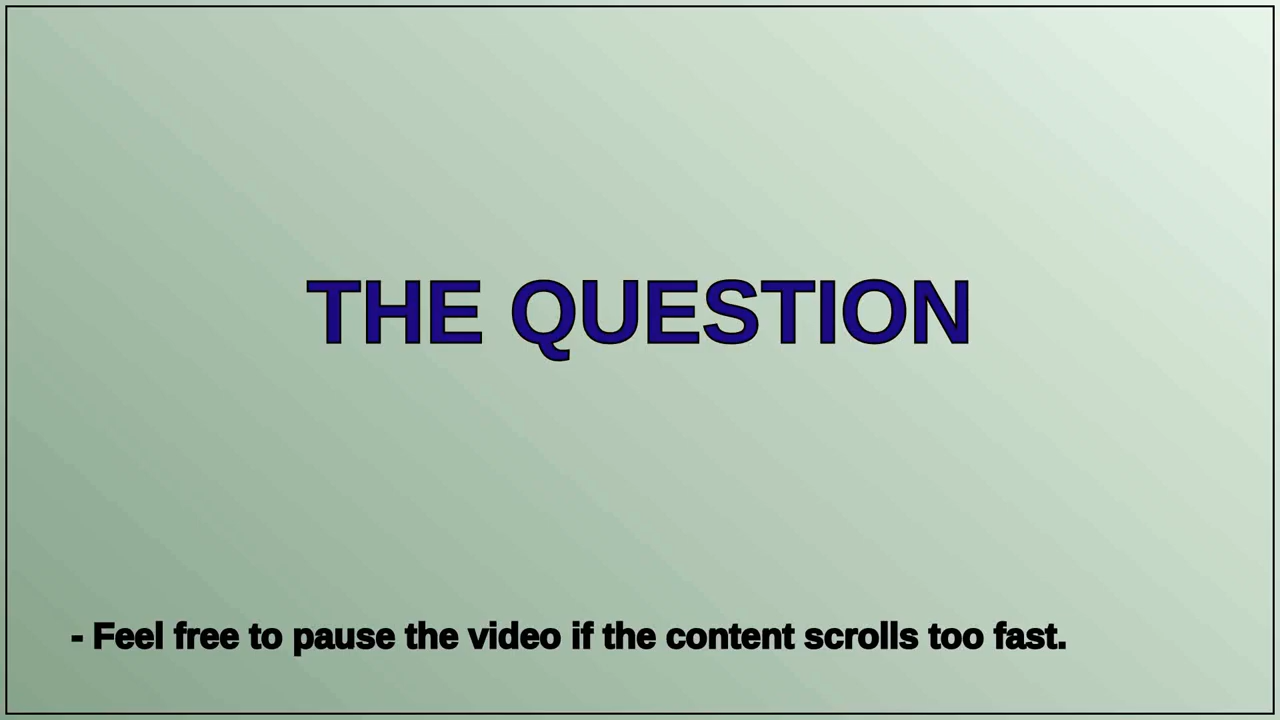 THE QUESTION
- Feel free to pause the video if the content scrolls too fast.